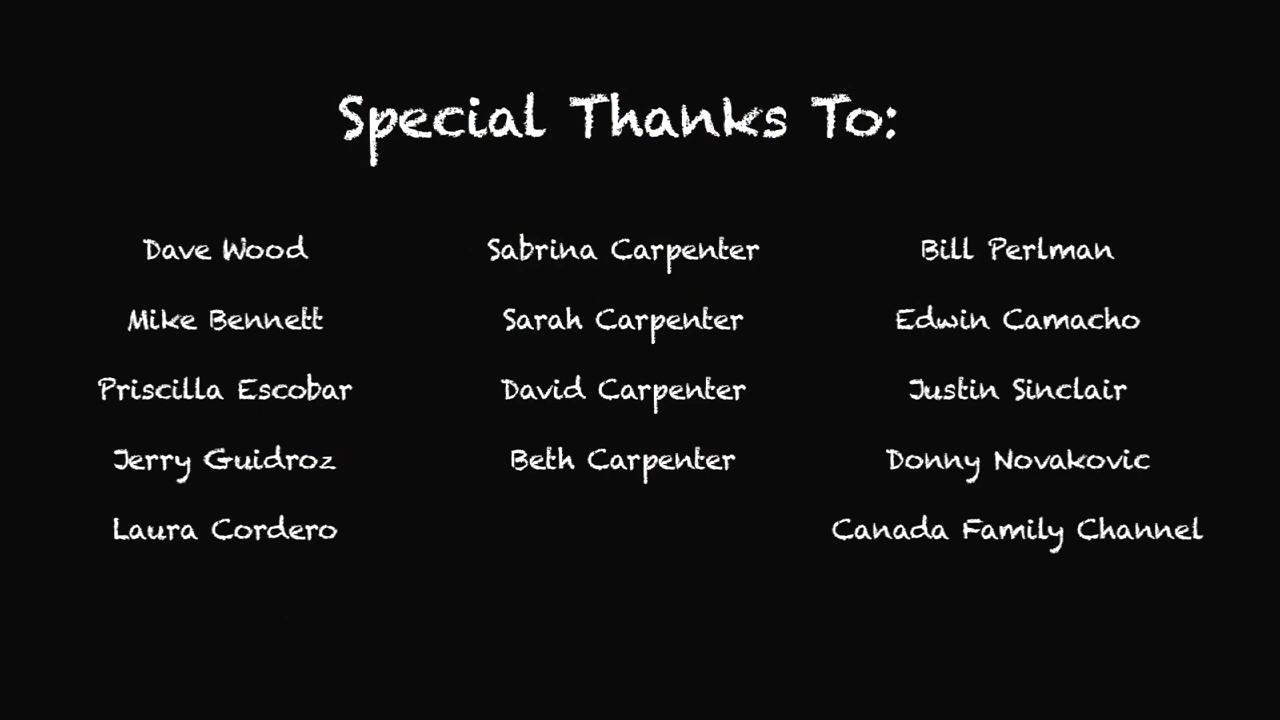 Special Thanks To:
Dave Wood
Mike Bennett
Priscilla Escobar
Jerry Guidroz
Laura Cordero
Sabrina Carpenter
Sarah Carpenter
David Carpenter
Beth Carpenter
Bill Perlman
Edwin Camacho
Justin Sinclair
Donny Novakovic
Canada Family Channel